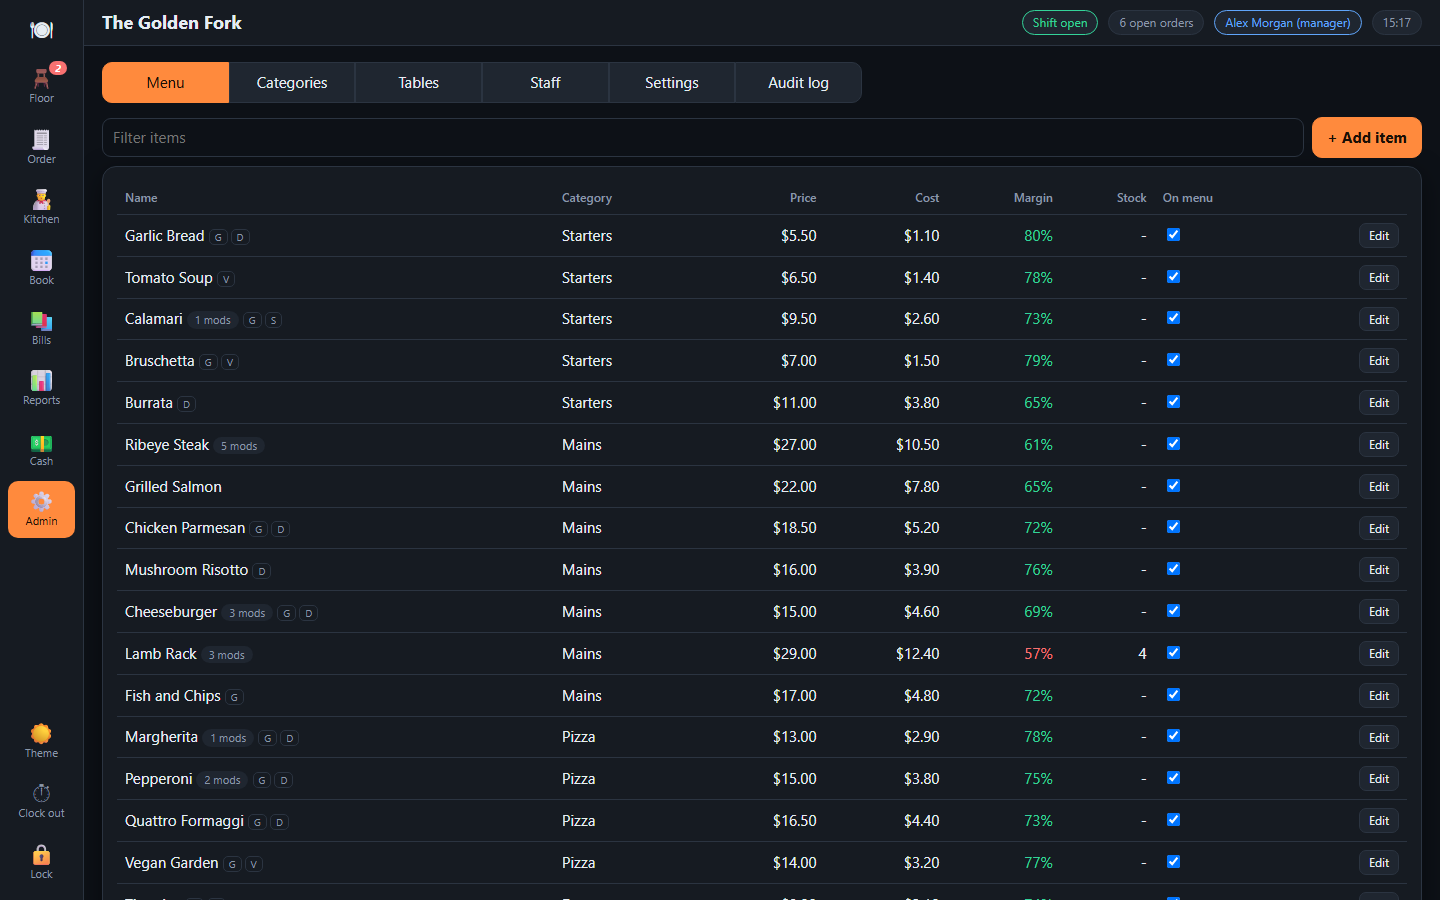 The Golden Fork
Shift open
6 open orders
Alex Morgan (manager)
15:17
2
Floor
Order
Kitchen
Book
Bills
Reports
Cash
Admin
Theme
Clock out
Lock
Menu Categories Tables Staff Settings Audit log
Filter items
+ Add item
Name Category Price Cost Margin Stock On menu
Garlic Bread G D Starters $5.50 $1.10 80% - Edit
Tomato Soup V Starters $6.50 $1.40 78% - Edit
Calamari 1 mods G S Starters $9.50 $2.60 73% - Edit
Bruschetta G V Starters $7.00 $1.50 79% - Edit
Burrata D Starters $11.00 $3.80 65% - Edit
Ribeye Steak 5 mods Mains $27.00 $10.50 61% - Edit
Grilled Salmon Mains $22.00 $7.80 65% - Edit
Chicken Parmesan G D Mains $18.50 $5.20 72% - Edit
Mushroom Risotto D Mains $16.00 $3.90 76% - Edit
Cheeseburger 3 mods G D Mains $15.00 $4.60 69% - Edit
Lamb Rack 3 mods Mains $29.00 $12.40 57% 4 Edit
Fish and Chips G Mains $17.00 $4.80 72% - Edit
Margherita 1 mods G D Pizza $13.00 $2.90 78% - Edit
Pepperoni 2 mods G D Pizza $15.00 $3.80 75% - Edit
Quattro Formaggi G D Pizza $16.50 $4.40 73% - Edit
Vegan Garden G V Pizza $14.00 $3.20 77% - Edit